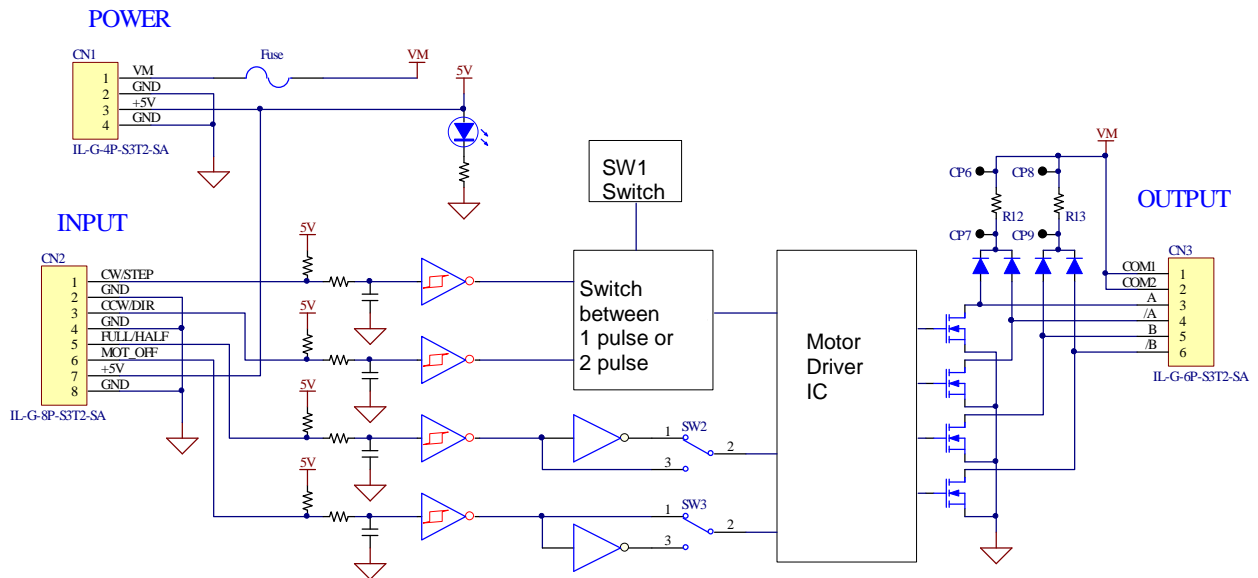 POWER
CN1
1
2
3
4
VM
GND
+5V
GND
IL-G-4P-S3T2-SA
Fuse
VM
5V
SW1
Switch
INPUT
CN2
1
2
3
4
5
6
7
8
CW/STEP
GND
CCW/DIR
GND
FULL/HALF
MOT_OFF
+5V
GND
IL-G-8P-S3T2-SA
5V
5V
5V
5V
Switch
between
1 pulse or
2 pulse
1
SW2
2
3
1
SW3
2
3
Motor
Driver
IC
VM
CP6
CP8
R12
R13
CP7
CP9
OUTPUT
CN3
COM1
COM2
A
/A
B
/B
1
2
3
4
5
6
IL-G-6P-S3T2-SA